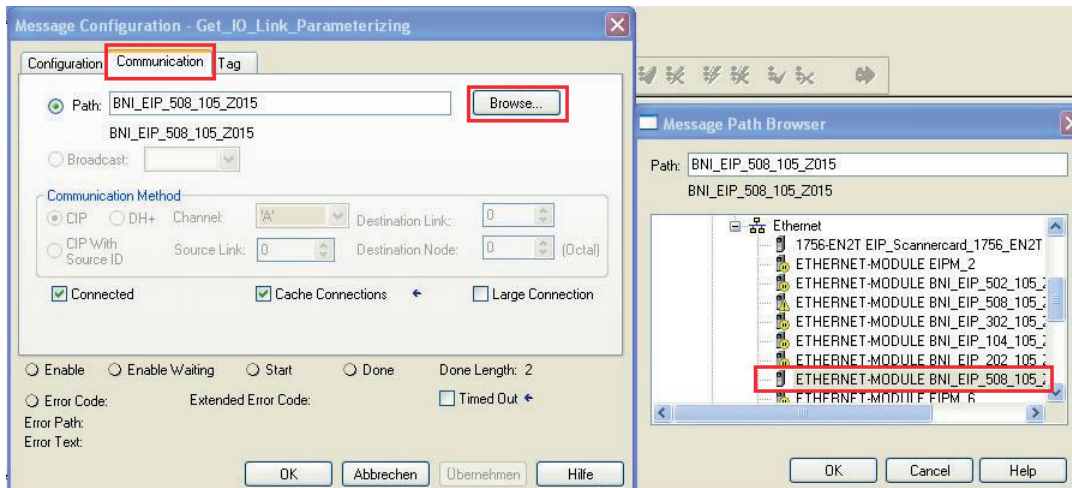 Message Configuration - Get_IO_Link_Parameterizing
Configuration Communication Tag
Path: BNI_EIP_508_105_Z015 Browse...
BNI_EIP_508_105_Z015
Broadcast:
Communication Method
CIP DH+ Channel: 'A' Destination Link: 0
CIP With Source ID Source Link: 0 Destination Node: 0 (Octal)
Connected Cache Connections Large Connection
Enable Enable Waiting Start Done Done Length: 2
Error Code: Extended Error Code: Timed Out
Error Path:
Error Text:
OK Abbrechen Übernehmen Hilfe
Message Path Browser
Path: BNI_EIP_508_105_Z015
BNI_EIP_508_105_Z015
Ethernet
1756-EN2T EIP_Scannercard_1756_EN2T
ETHERNET-MODULE EIPM_2
ETHERNET-MODULE BNI_EIP_502_105_
ETHERNET-MODULE BNI_EIP_508_105_
ETHERNET-MODULE BNI_EIP_302_105_
ETHERNET-MODULE BNI_EIP_104_105_
ETHERNET-MODULE BNI_EIP_202_105_
ETHERNET-MODULE BNI_EIP_508_105_
ETHERNET-MODULE EIPM_6
OK Cancel Help